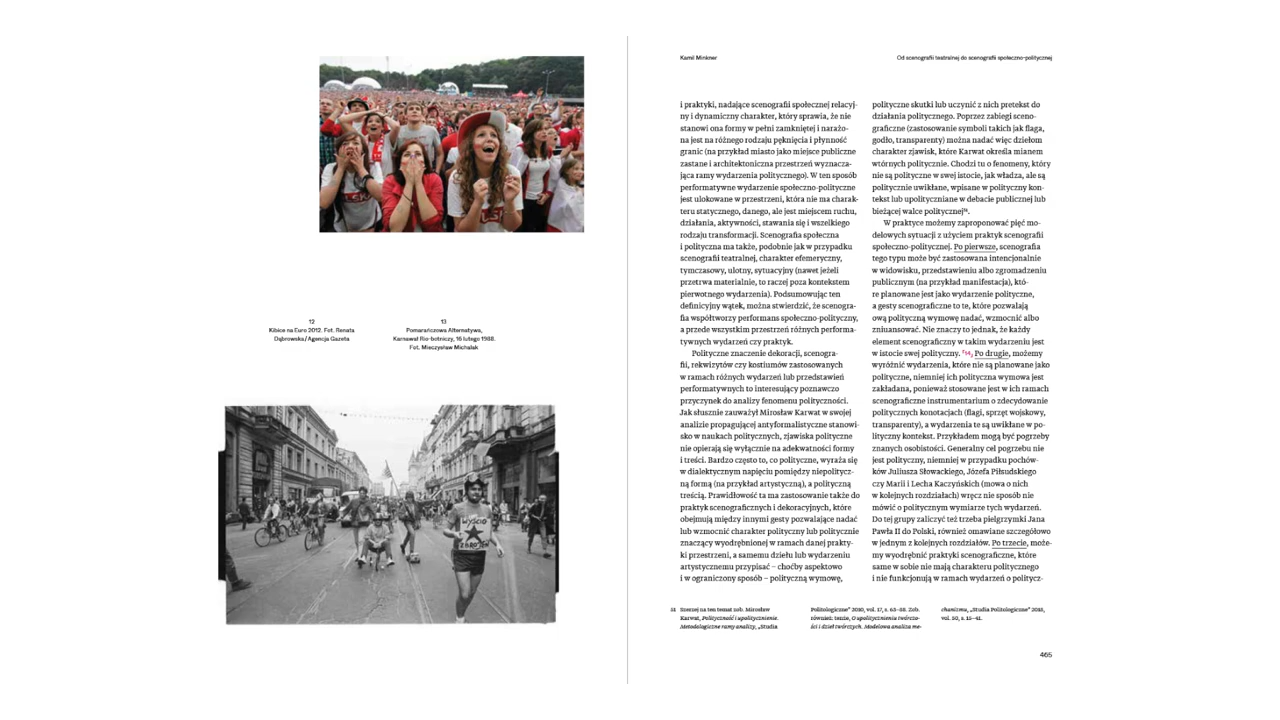 12
Kibice na Euro 2012. Fot. Renata
Dąbrowska/Agencja Gazeta
13
Pomarańczowa Alternatywa,
Karnawał Rio-botniczy, 16 lutego 1988.
Fot. Mieczysław Michalak
WYŚCIG
ZBROJEŃ
Kamil Minkner
Od scenografii teatralnej do scenografii społeczno-politycznej
i praktyki, nadające scenografii społecznej relacyj-
ny i dynamiczny charakter, który sprawia, że nie
stanowi ona formy w pełni zamkniętej i narażo-
na jest na różnego rodzaju pęknięcia i płynność
granic (na przykład miasto jako miejsce publiczne
zastane i architektoniczna przestrzeń wyznacza-
jąca ramy wydarzenia politycznego). W ten sposób
performatywne wydarzenie społeczno-polityczne
jest ulokowane w przestrzeni, która nie ma charak-
teru statycznego, danego, ale jest miejscem ruchu,
działania, aktywności, stawania się i wszelkiego
rodzaju transformacji. Scenografia społeczna
i polityczna ma także, podobnie jak w przypadku
scenografii teatralnej, charakter efemeryczny,
tymczasowy, ulotny, sytuacyjny (nawet jeżeli
przetrwa materialnie, to raczej poza kontekstem
pierwotnego wydarzenia). Podsumowując ten
definicyjny wątek, można stwierdzić, że scenogra-
fia współtworzy performans społeczno-polityczny,
a przede wszystkim przestrzeń różnych performa-
tywnych wydarzeń czy praktyk.
Polityczne znaczenie dekoracji, scenogra-
fii, rekwizytów czy kostiumów zastosowanych
w ramach różnych wydarzeń lub przedstawień
performatywnych to interesujący poznawczo
przyczynek do analizy fenomenu polityczności.
Jak słusznie zauważył Mirosław Karwat w swojej
analizie propagującej antyformalistyczne stanowi-
sko w naukach politycznych, zjawiska polityczne
nie opierają się wyłącznie na adekwatności formy
i treści. Bardzo często to, co polityczne, wyraża się
w dialektycznym napięciu pomiędzy niepolitycz-
ną formą (na przykład artystyczną), a polityczną
treścią. Prawidłowość ta ma zastosowanie także do
praktyk scenograficznych i dekoracyjnych, które
obejmują między innymi gesty pozwalające nadać
lub wzmocnić charakter polityczny lub politycznie
znaczący wyodrębnionej w ramach danej prakty-
ki przestrzeni, a samemu dziełu lub wydarzeniu
artystycznemu przypisać – choćby aspektowo
i w ograniczony sposób – polityczną wymowę,
polityczne skutki lub uczynić z nich pretekst do
działania politycznego. Poprzez zabiegi sceno-
graficzne (zastosowanie symboli takich jak flaga,
godło, transparenty) można nadać więc dziełom
charakter zjawisk, które Karwat określa mianem
wtórnych politycznie. Chodzi tu o fenomeny, który
nie są polityczne w swej istocie, jak władza, ale są
politycznie uwikłane, wpisane w polityczny kon-
tekst lub upolityczniane w debacie publicznej lub
bieżącej walce politycznej⁵¹.
W praktyce możemy zaproponować pięć mo-
delowych sytuacji z użyciem praktyk scenografii
społeczno-politycznej. Po pierwsze, scenografia
tego typu może być zastosowana intencjonalnie
w widowisku, przedstawieniu albo zgromadzeniu
publicznym (na przykład manifestacja), któ-
re planowane jest jako wydarzenie polityczne,
a gesty scenograficzne to te, które pozwalają
ową polityczną wymowę nadać, wzmocnić albo
zniuansować. Nie znaczy to jednak, że każdy
element scenograficzny w takim wydarzeniu jest
w istocie swej polityczny. Po drugie, możemy
wyróżnić wydarzenia, które nie są planowane jako
polityczne, niemniej ich polityczna wymowa jest
zakładana, ponieważ stosowane jest w ich ramach
scenograficzne instrumentarium o zdecydowanie
politycznych konotacjach (flagi, sprzęt wojskowy,
transparenty), a wydarzenia te są uwikłane w po-
lityczny kontekst. Przykładem mogą być pogrzeby
znanych osobistości. Generalny cel pogrzebu nie
jest polityczny, niemniej w przypadku pochów-
ków Juliusza Słowackiego, Józefa Piłsudskiego
czy Marii i Lecha Kaczyńskich (mowa o nich
w kolejnych rozdziałach) wręcz nie sposób nie
mówić o politycznym wymiarze tych wydarzeń.
Do tej grupy zaliczyć też trzeba pielgrzymki Jana
Pawła II do Polski, również omawiane szczegółowo
w jednym z kolejnych rozdziałów. Po trzecie, może-
my wyodrębnić praktyki scenograficzne, które
same w sobie nie mają charakteru politycznego
i nie funkcjonują w ramach wydarzeń o politycz-
51 Szerzej na ten temat zob. Mirosław
Karwat, Polityczność i upolitycznienie.
Metodologiczne ramy analizy, „Studia
Politologiczne” 2010, vol. 17, s. 63–88. Zob.
również: tenże, O upolitycznieniu twórczo-
ści i dzieł twórczych. Modelowa analiza me-
chanizmu, „Studia Politologiczne” 2018,
vol. 50, s. 15–41.
465